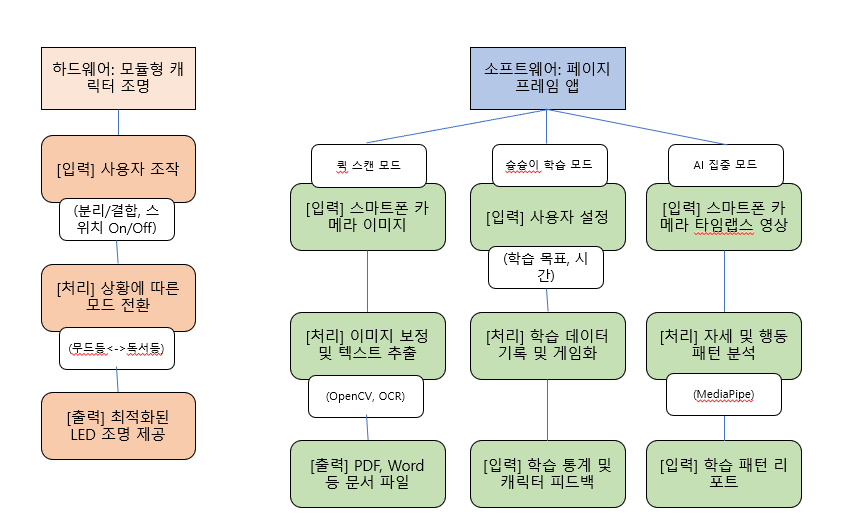 하드웨어: 모듈형 캐
릭터 조명
[입력] 사용자 조작
(분리/결합, 스
위치 On/Off)
[처리] 상황에 따른
모드 전환
(무드등<->독서등)
[출력] 최적화된
LED 조명 제공
소프트웨어: 페이지
프레임 앱
퀵 스캔 모드
[입력] 스마트폰 카
메라 이미지
[처리] 이미지 보정
및 텍스트 추출
(OpenCV, OCR)
[출력] PDF, Word
등 문서 파일
슬슬이 학습 모드
[입력] 사용자 설정
(학습 목표, 시
간)
[처리] 학습 데이터
기록 및 게임화
[입력] 학습 통계 및
캐릭터 피드백
AI 집중 모드
[입력] 스마트폰 카
메라 타임랩스 영상
[처리] 자세 및 행동
패턴 분석
(MediaPipe)
[입력] 학습 패턴 리
포트